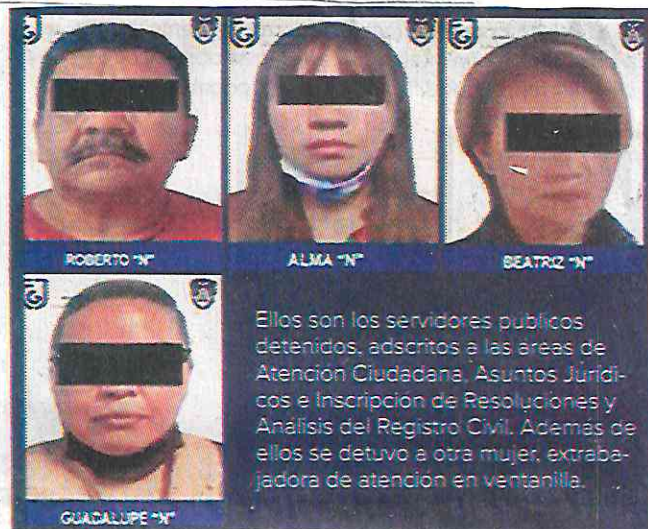 ROBERTO "N"
ALMA "N"
BEATRIZ "N"
GUADALUPE "N"
Ellos son los servidores públicos
detenidos, adscritos a las áreas de
Atención Ciudadana, Asuntos Jurídi-
cos e Inscripción de Resoluciones y
Análisis del Registro Civil. Además de
ellos se detuvo a otra mujer, extraba-
jadora de atención en ventanilla.